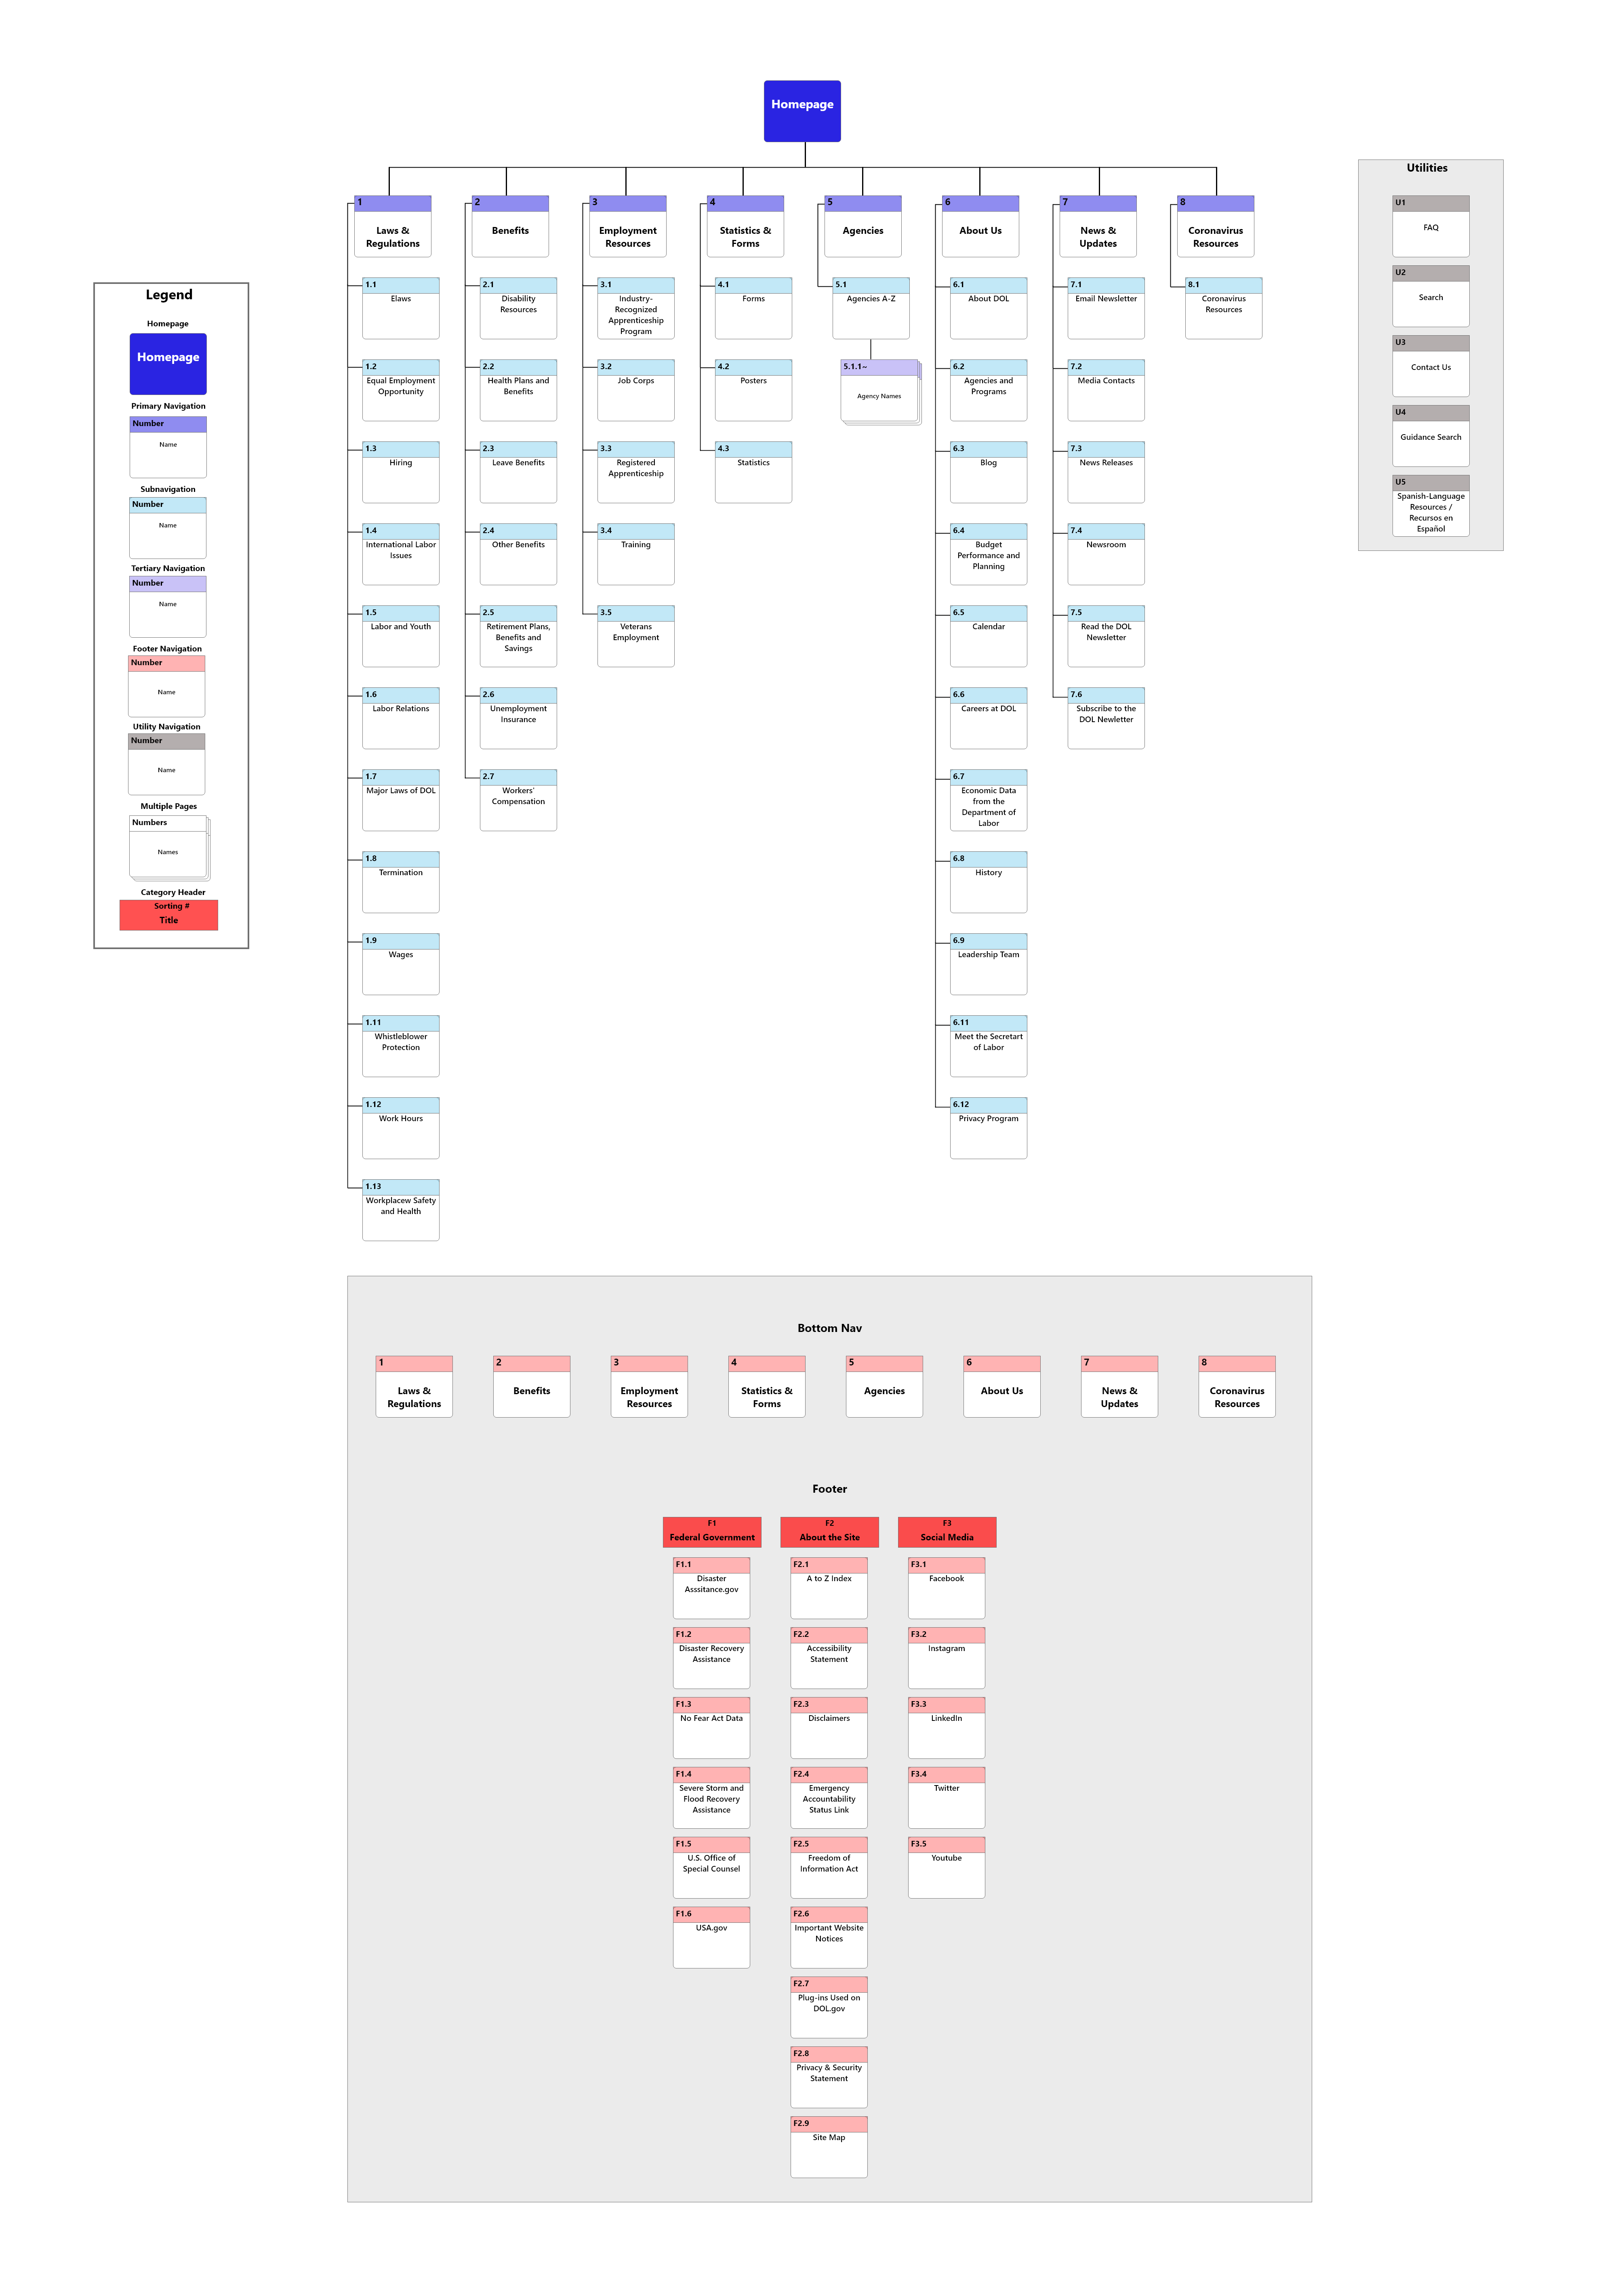 Homepage
Utilities
1
Laws &
Regulations
2
Benefits
3
Employment
Resources
4
Statistics &
Forms
5
Agencies
6
About Us
7
News &
Updates
8
Coronavirus
Resources
1.1
Elaws
1.2
Equal Employment
Opportunity
1.3
Hiring
1.4
International Labor
Issues
1.5
Labor and Youth
1.6
Labor Relations
1.7
Major Laws of DOL
1.8
Termination
1.9
Wages
1.11
Whistleblower
Protection
1.12
Work Hours
1.13
Workplacew Safety
and Health
2.1
Disability
Resources
2.2
Health Plans and
Benefits
2.3
Leave Benefits
2.4
Other Benefits
2.5
Retirement Plans,
Benefits and
Savings
2.6
Unemployment
Insurance
2.7
Workers'
Compensation
3.1
Industry-
Recognized
Apprenticeship
Program
3.2
Job Corps
3.3
Registered
Apprenticeship
3.4
Training
3.5
Veterans
Employment
4.1
Forms
4.2
Posters
4.3
Statistics
5.1
Agencies A-Z
5.1.1~
Agency Names
6.1
About DOL
6.2
Agencies and
Programs
6.3
Blog
6.4
Budget
Performance and
Planning
6.5
Calendar
6.6
Careers at DOL
6.7
Economic Data
from the
Department of
Labor
6.8
History
6.9
Leadership Team
6.11
Meet the Secretart
of Labor
6.12
Privacy Program
7.1
Email Newsletter
7.2
Media Contacts
7.3
News Releases
7.4
Newsroom
7.5
Read the DOL
Newsletter
7.6
Subscribe to the
DOL Newletter
8.1
Coronavirus
Resources
U1
FAQ
U2
Search
U3
Contact Us
U4
Guidance Search
U5
Spanish-Language
Resources /
Recursos en
Español
Legend
Homepage
Homepage
Primary Navigation
Number
Name
Subnavigation
Number
Name
Tertiary Navigation
Number
Name
Footer Navigation
Number
Name
Utility Navigation
Number
Name
Multiple Pages
Numbers
Names
Category Header
Sorting #
Title
Bottom Nav
1
Laws &
Regulations
2
Benefits
3
Employment
Resources
4
Statistics &
Forms
5
Agencies
6
About Us
7
News &
Updates
8
Coronavirus
Resources
Footer
F1
Federal Government
F1.1
Disaster
Asssitance.gov
F1.2
Disaster Recovery
Assistance
F1.3
No Fear Act Data
F1.4
Severe Storm and
Flood Recovery
Assistance
F1.5
U.S. Office of
Special Counsel
F1.6
USA.gov
F2
About the Site
F2.1
A to Z Index
F2.2
Accessibility
Statement
F2.3
Disclaimers
F2.4
Emergency
Accountability
Status Link
F2.5
Freedom of
Information Act
F2.6
Important Website
Notices
F2.7
Plug-ins Used on
DOL.gov
F2.8
Privacy & Security
Statement
F2.9
Site Map
F3
Social Media
F3.1
Facebook
F3.2
Instagram
F3.3
LinkedIn
F3.4
Twitter
F3.5
Youtube